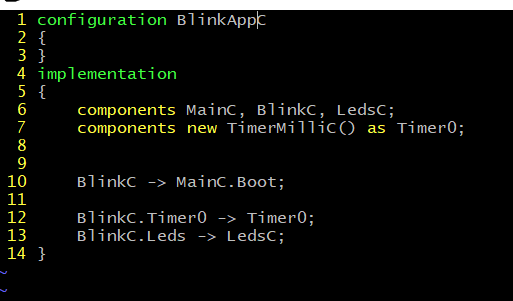 1 configuration BlinkAppC
2 {
3 }
4 implementation
5 {
6     components MainC, BlinkC, LedsC;
7     components new TimerMilliC() as Timer0;
8
9
10     BlinkC -> MainC.Boot;
11
12     BlinkC.Timer0 -> Timer0;
13     BlinkC.Leds -> LedsC;
14 }
~
~